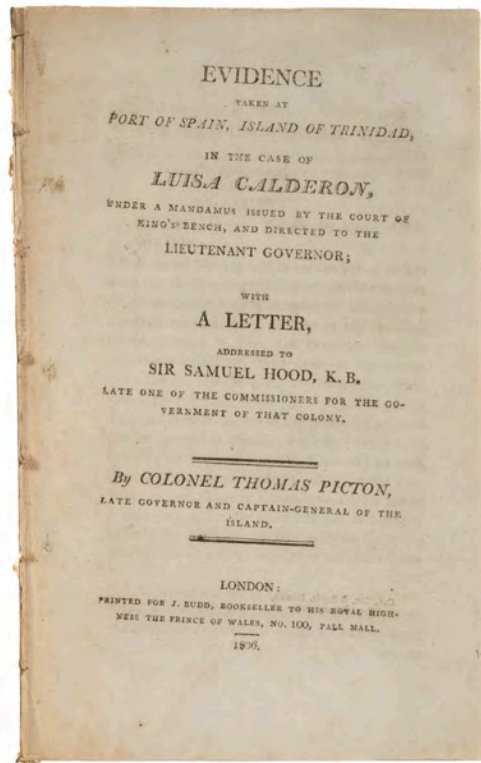 EVIDENCE
TAKEN AT
PORT OF SPAIN, ISLAND OF TRINIDAD,
IN THE CASE OF
LUISA CALDERON,
UNDER A MANDAMUS ISSUED BY THE COURT OF
KING'S BENCH, AND DIRECTED TO THE
LIEUTENANT GOVERNOR;
WITH
A LETTER,
ADDRESSED TO
SIR SAMUEL HOOD, K. B.
LATE ONE OF THE COMMISSIONERS FOR THE GO-
VERNMENT OF THAT COLONY.
By COLONEL THOMAS PICTON,
LATE GOVERNOR AND CAPTAIN-GENERAL OF THE
ISLAND.
LONDON:
PRINTED FOR J. BUDD, BOOKSELLER TO HIS ROYAL HIGH-
NESS THE PRINCE OF WALES, NO. 100, PALL MALL.
1806.